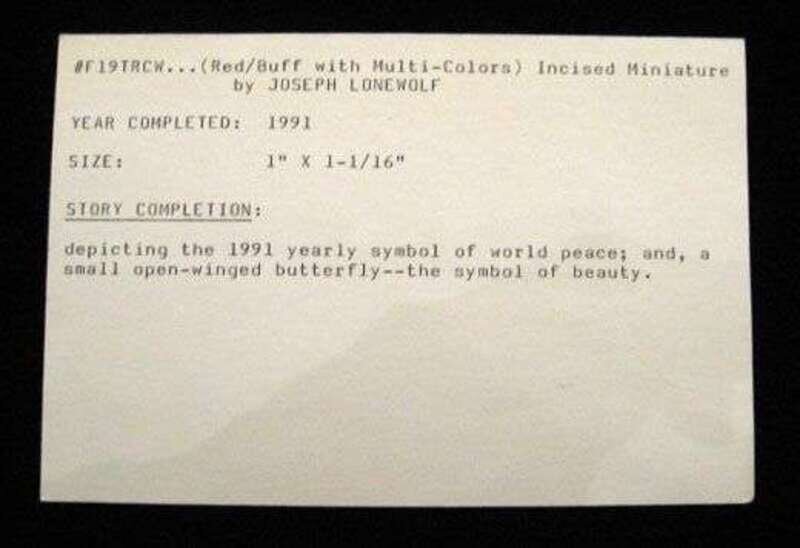 #F19TRCW...(Red/Buff with Multi-Colors) Incised Miniature
by JOSEPH LONEWOLF
YEAR COMPLETED: 1991
SIZE: 1" X 1-1/16"
STORY COMPLETION:
depicting the 1991 yearly symbol of world peace; and, a
small open-winged butterfly--the symbol of beauty.